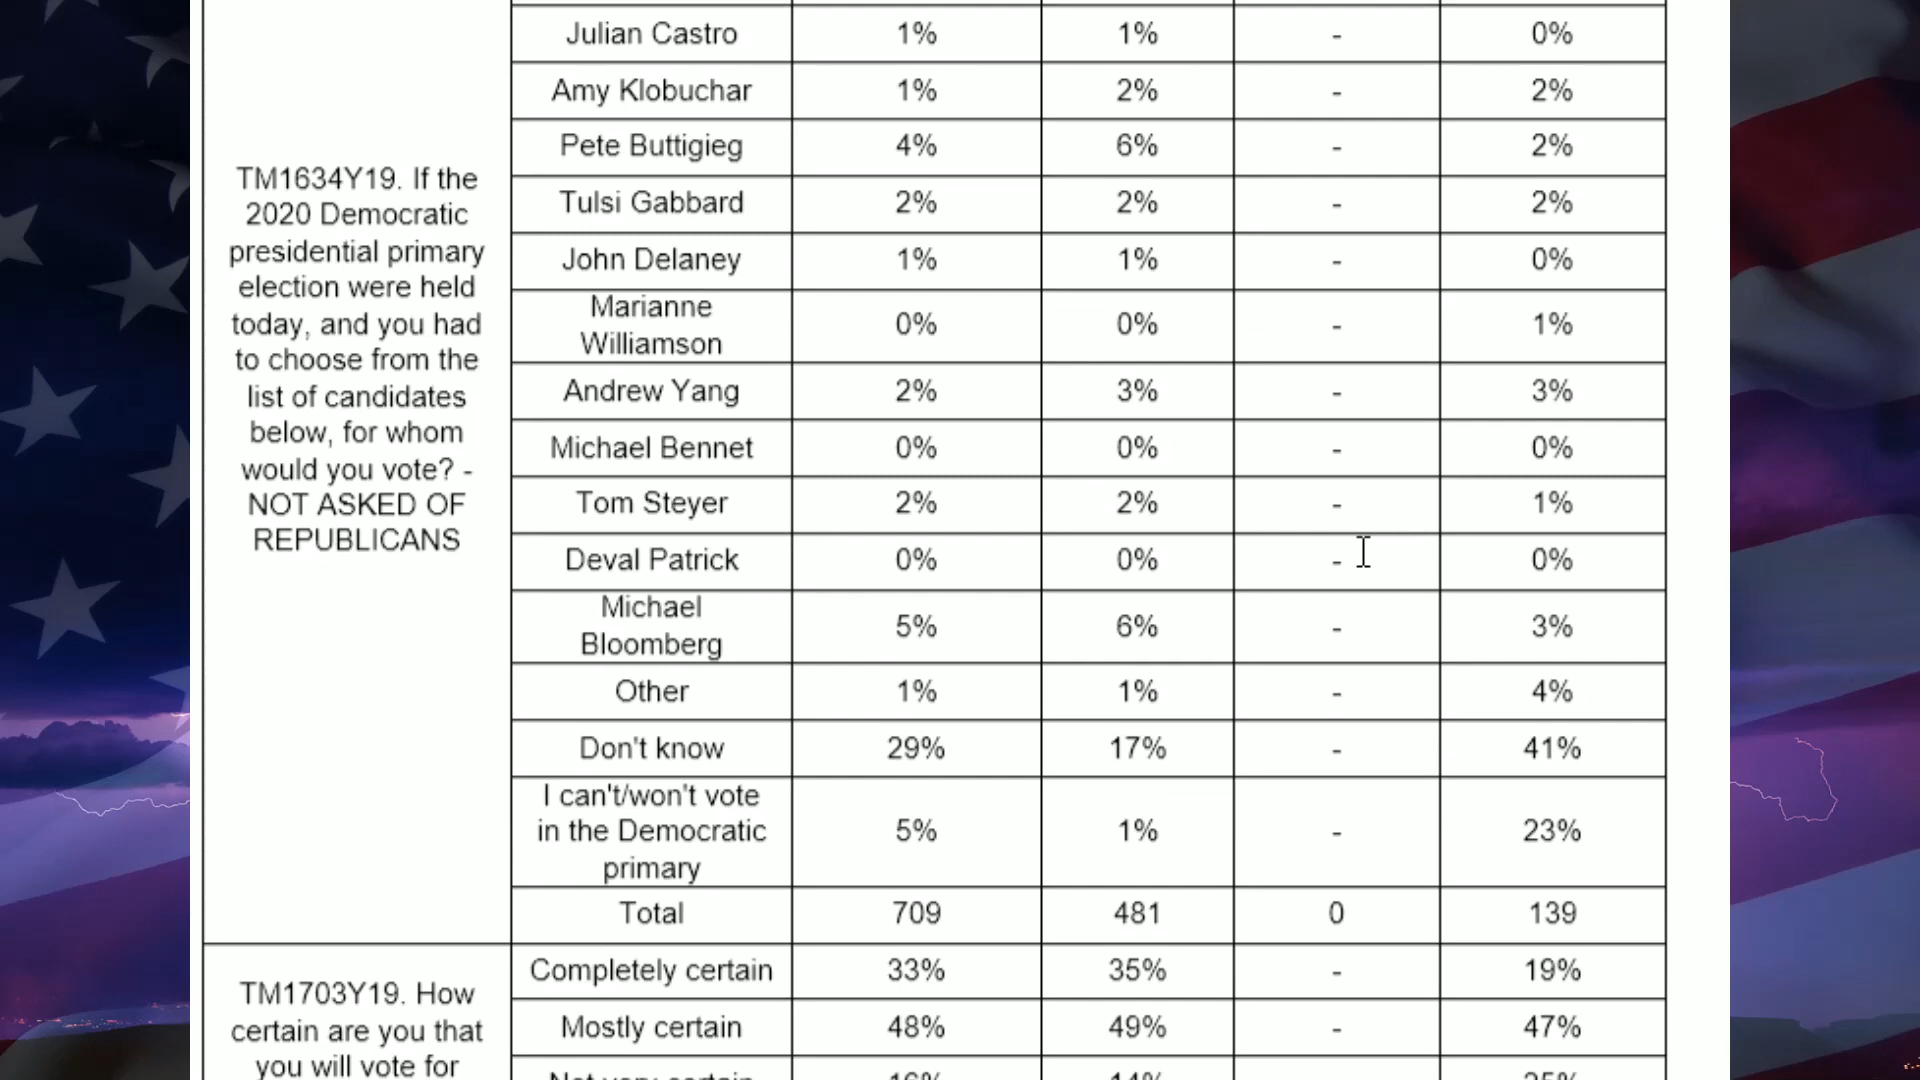 Julian Castro 1% 1% - 0%
Amy Klobuchar 1% 2% - 2%
Pete Buttigieg 4% 6% - 2%
Tulsi Gabbard 2% 2% - 2%
John Delaney 1% 1% - 0%
Marianne
Williamson 0% 0% - 1%
Andrew Yang 2% 3% - 3%
Michael Bennet 0% 0% - 0%
Tom Steyer 2% 2% - 1%
Deval Patrick 0% 0% - 0%
Michael
Bloomberg 5% 6% - 3%
Other 1% 1% - 4%
Don't know 29% 17% - 41%
I can't/won't vote
in the Democratic
primary 5% 1% - 23%
Total 709 481 0 139
TM1634Y19. If the
2020 Democratic
presidential primary
election were held
today, and you had
to choose from the
list of candidates
below, for whom
would you vote? -
NOT ASKED OF
REPUBLICANS
Completely certain 33% 35% - 19%
Mostly certain 48% 49% - 47%
TM1703Y19. How
certain are you that
you will vote for